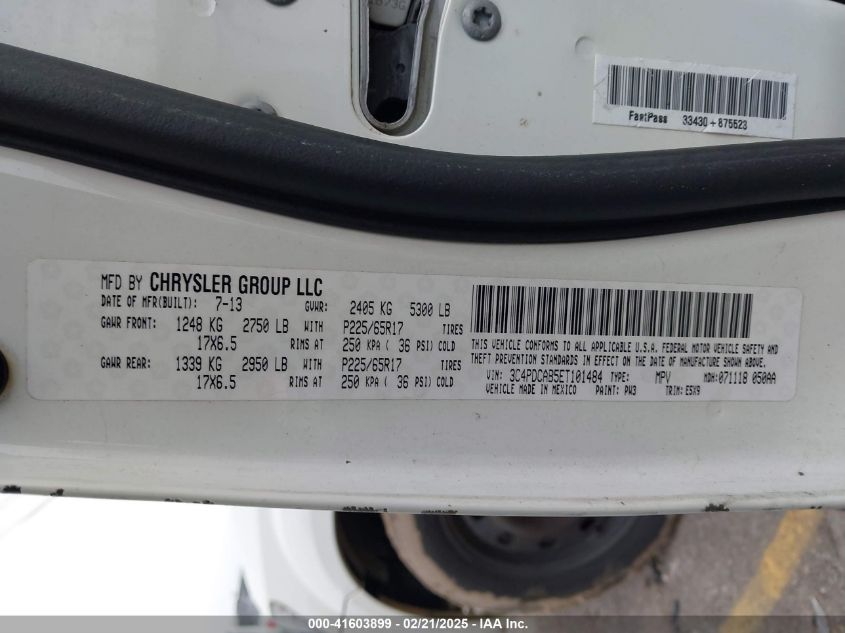 FastPass 33430+875523
MFD BY CHRYSLER GROUP LLC
DATE OF MFR(BUILT): 7-13 GVWR: 2405 KG 5300 LB
GAWR FRONT: 1248 KG 2750 LB WITH P225/65R17 TIRES
17X6.5 RIMS AT 250 KPA ( 36 PSI) COLD
GAWR REAR: 1339 KG 2950 LB WITH P225/65R17 TIRES
17X6.5 RIMS AT 250 KPA ( 36 PSI) COLD
THIS VEHICLE CONFORMS TO ALL APPLICABLE U.S.A. FEDERAL MOTOR VEHICLE SAFETY AND
THEFT PREVENTION STANDARDS IN EFFECT ON THE DATE OF MANUFACTURE SHOWN ABOVE.
VIN: 3C4PDCAB5ET101484 TYPE: MPV MDH:071118 050AA
VEHICLE MADE IN MEXICO PAINT: PW3 TRIM: E5X9
000-41603899 - 02/21/2025 - IAA Inc.